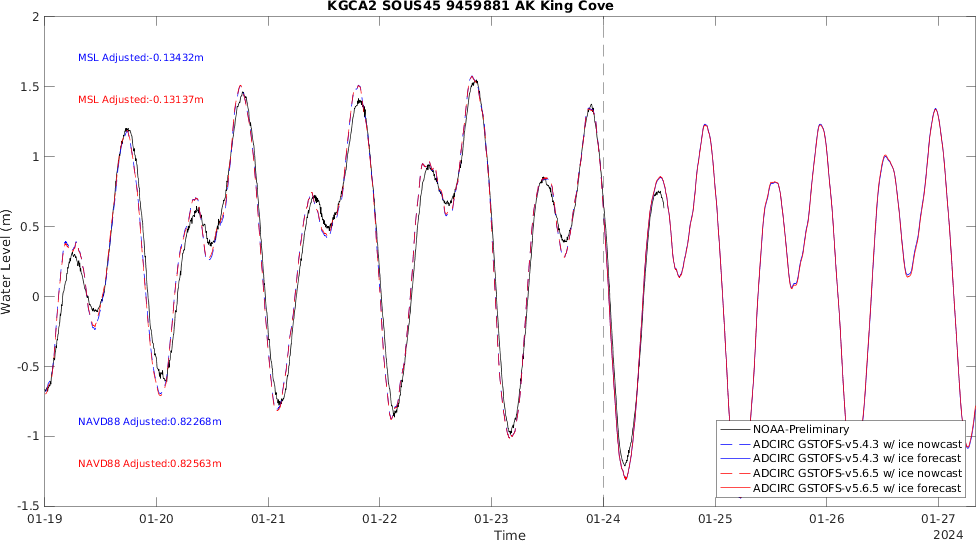 KGCA2 SOUS45 9459881 AK King Cove
2
1.5
1
0.5
0
-0.5
-1
-1.5
Water Level (m)
MSL Adjusted:-0.13432m
MSL Adjusted:-0.13137m
NAVD88 Adjusted:0.82268m
NAVD88 Adjusted:0.82563m
NOAA-Preliminary
ADCIRC GSTOFS-v5.4.3 w/ ice nowcast
ADCIRC GSTOFS-v5.4.3 w/ ice forecast
ADCIRC GSTOFS-v5.6.5 w/ ice nowcast
ADCIRC GSTOFS-v5.6.5 w/ ice forecast
01-19 01-20 01-21 01-22 01-23 01-24 01-25 01-26 01-27
Time
2024